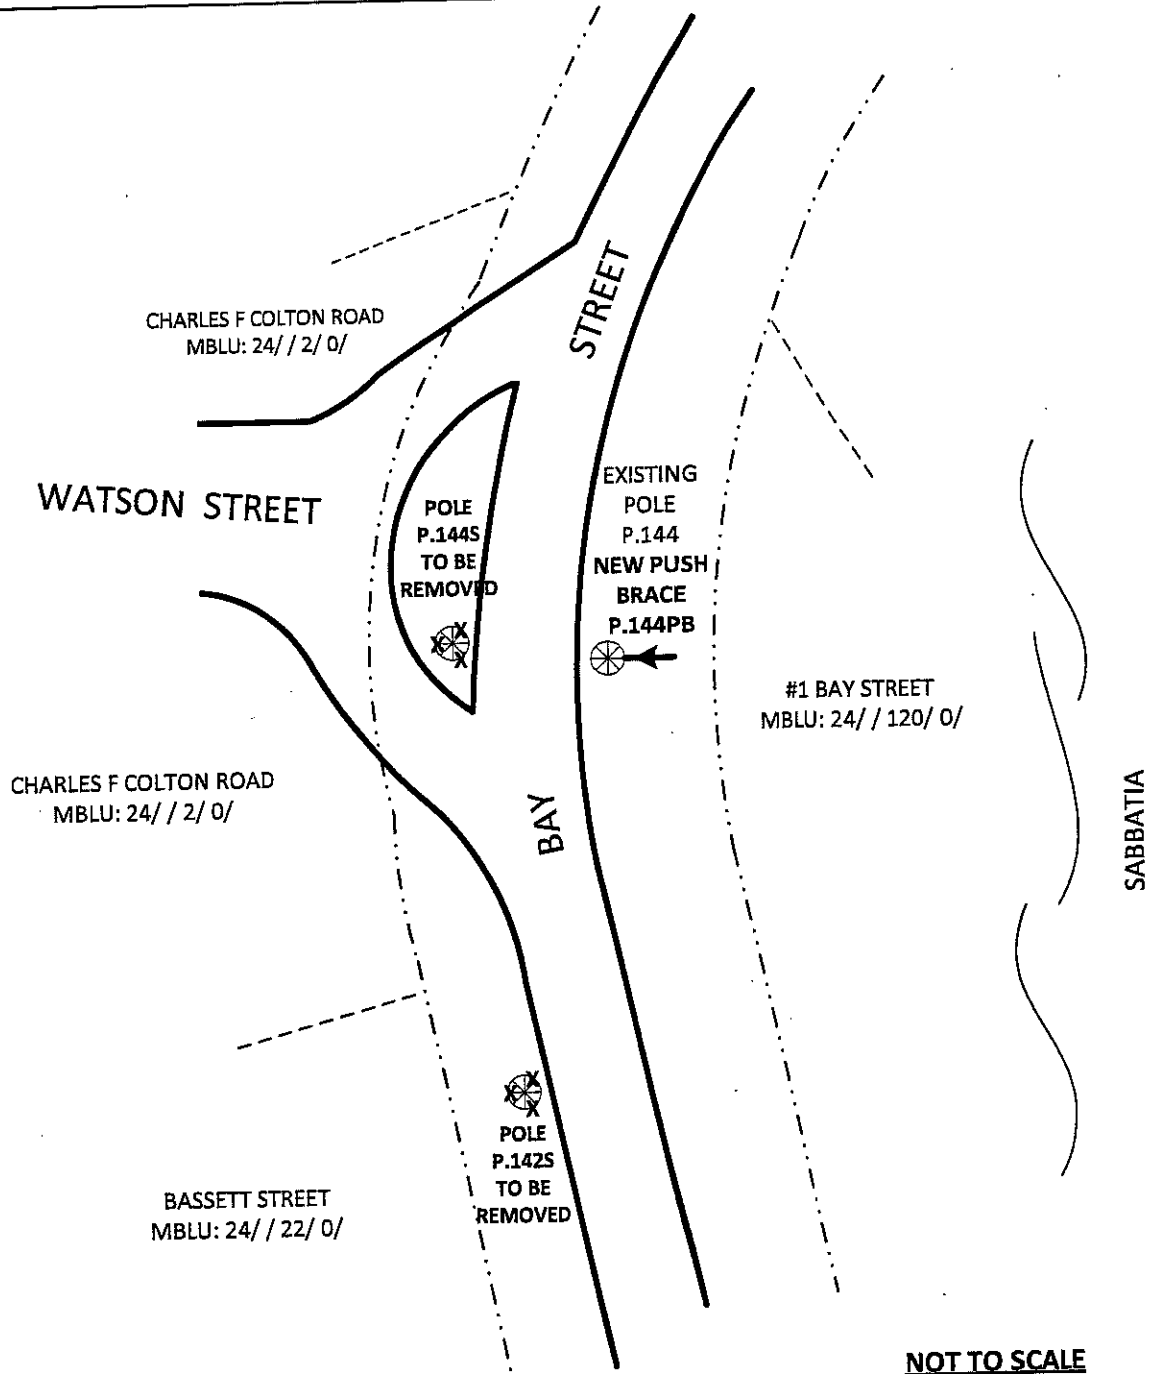 CHARLES F COLTON ROAD
MBLU: 24/ / 2/ 0/
STREET
WATSON STREET
POLE
P.144S
TO BE
REMOVED
EXISTING
POLE
P.144
NEW PUSH
BRACE
P.144PB
#1 BAY STREET
MBLU: 24/ / 120/ 0/
CHARLES F COLTON ROAD
MBLU: 24/ / 2/ 0/
BAY
SABBATIA
POLE
P.142S
TO BE
REMOVED
BASSETT STREET
MBLU: 24/ / 22/ 0/
NOT TO SCALE